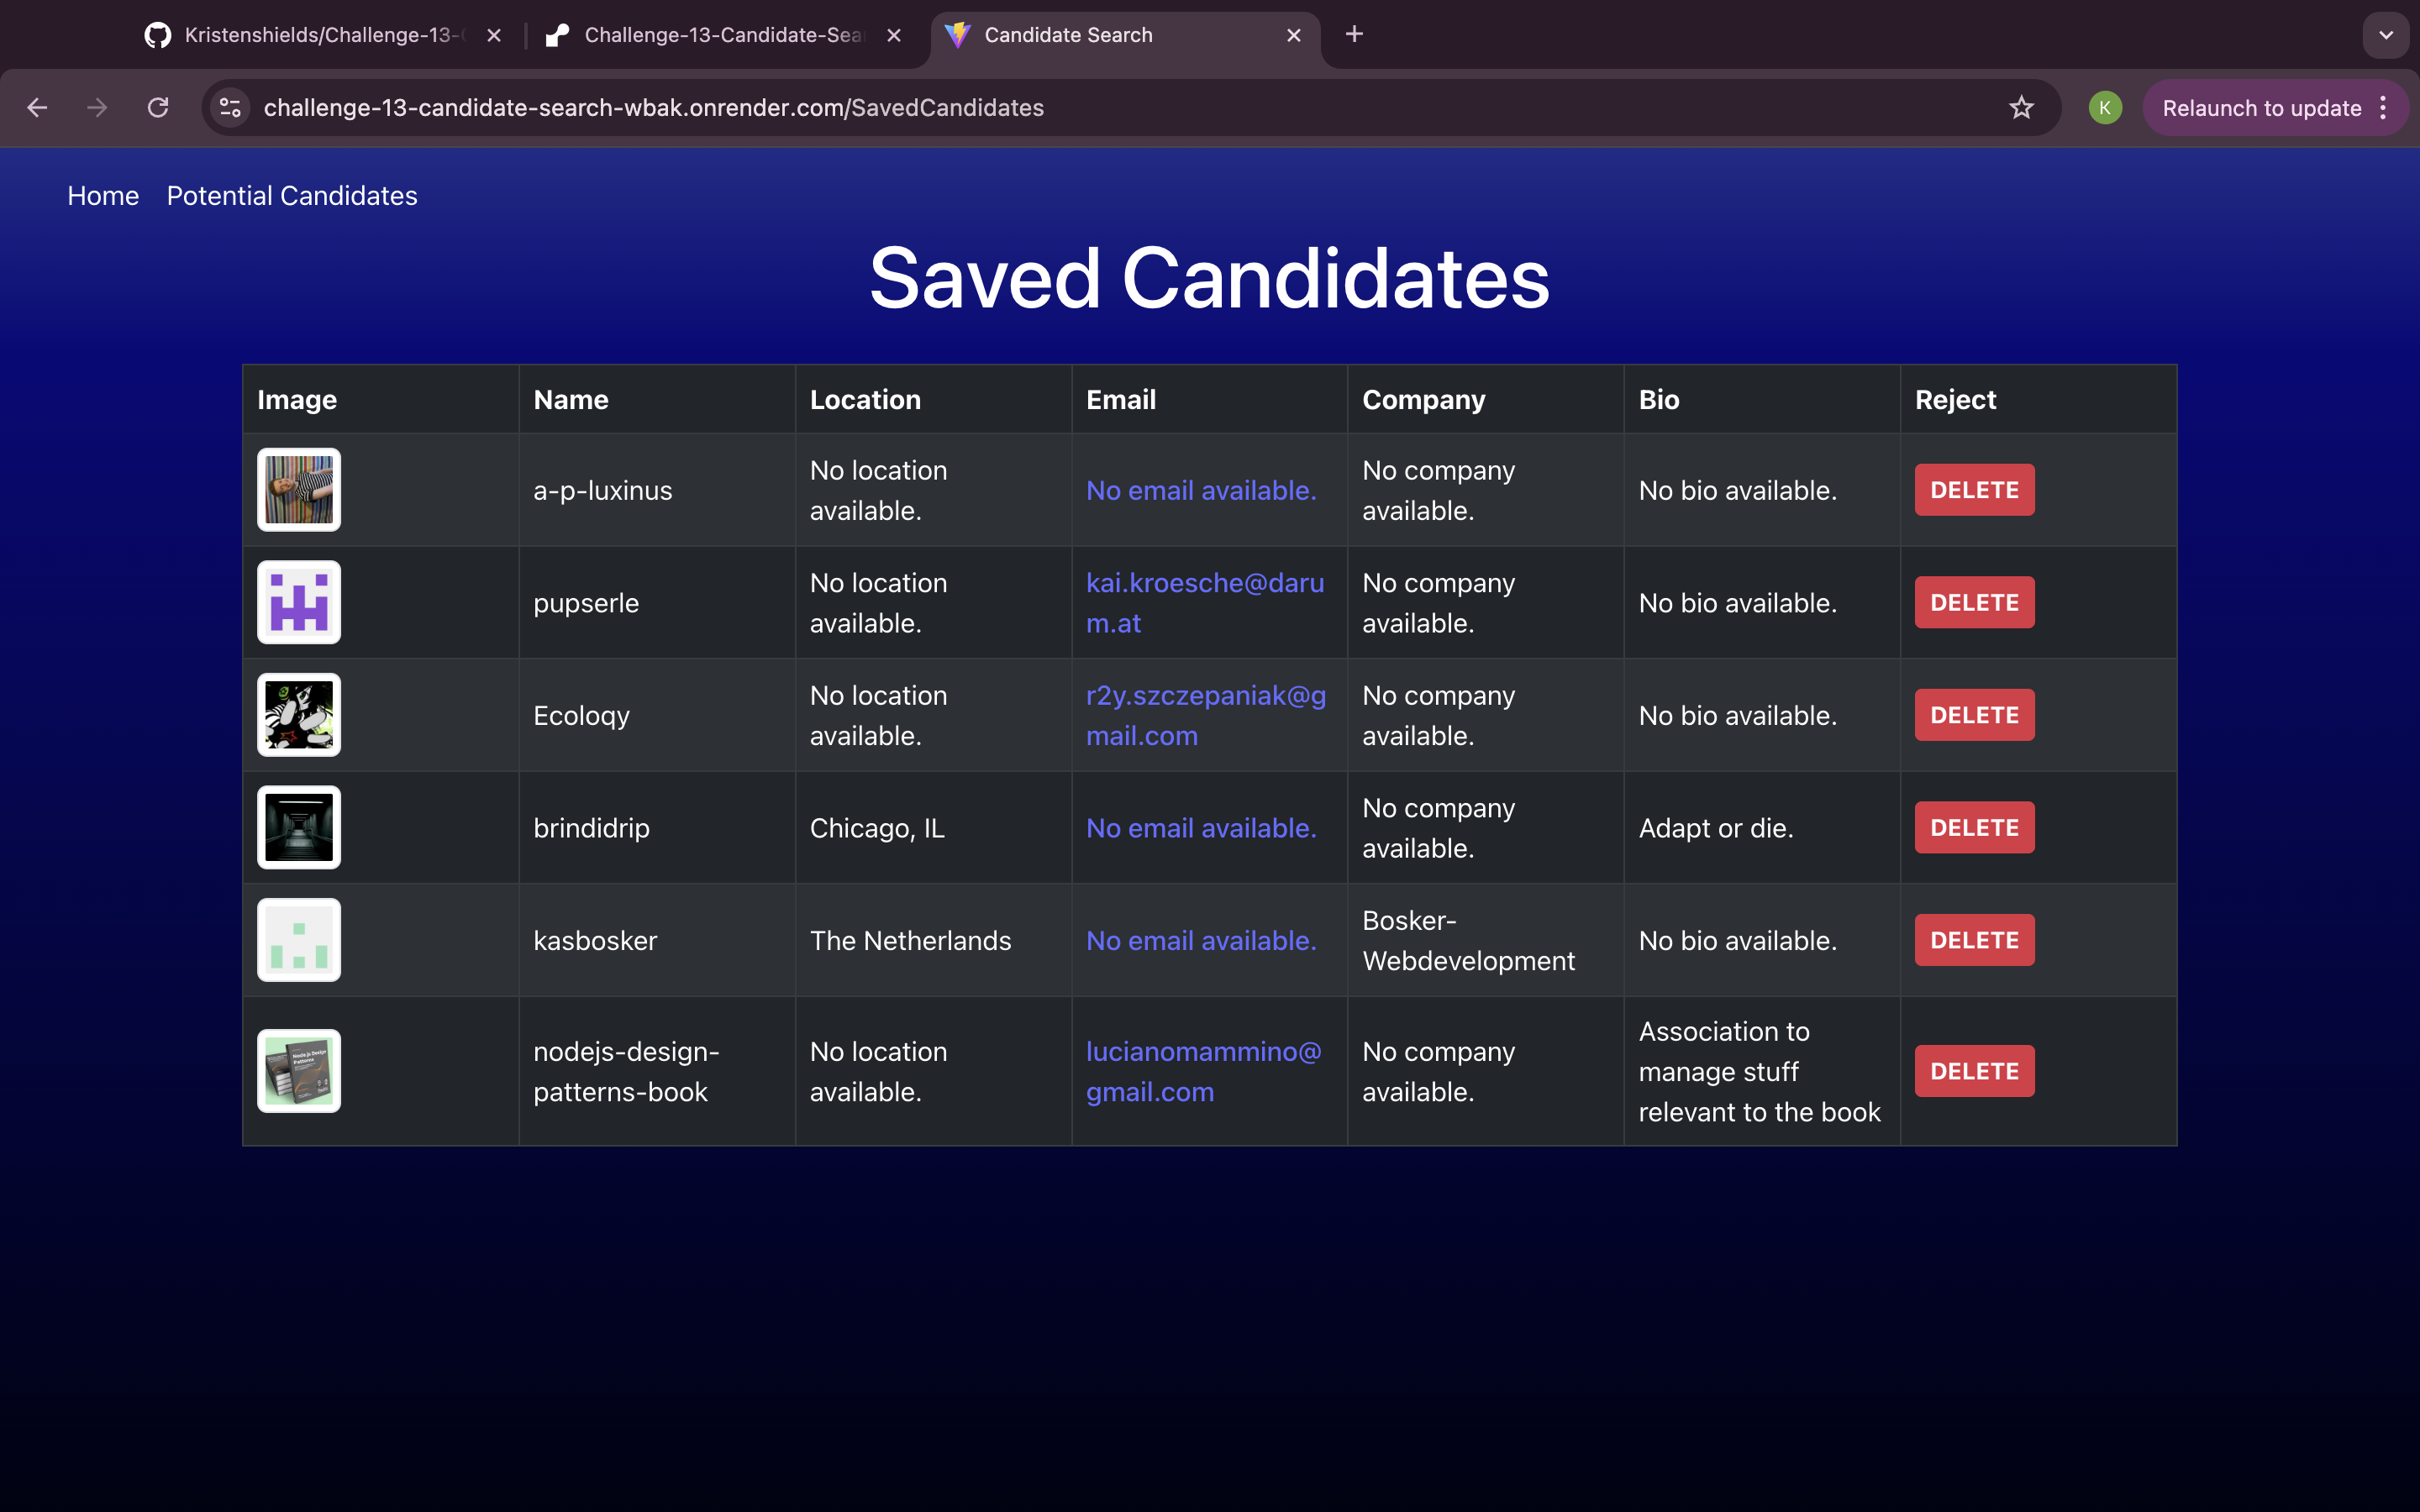 Kristenshields/Challenge-13-
Challenge-13-Candidate-Sea
Candidate Search
challenge-13-candidate-search-wbak.onrender.com/SavedCandidates
K
Relaunch to update
Home Potential Candidates
Saved Candidates
Image Name Location Email Company Bio Reject
a-p-luxinus
No location
available.
No email available.
No company
available.
No bio available.
DELETE
pupserle
No location
available.
kai.kroesche@daru
m.at
No company
available.
No bio available.
DELETE
Ecoloqy
No location
available.
r2y.szczepaniak@g
mail.com
No company
available.
No bio available.
DELETE
brindidrip
Chicago, IL
No email available.
No company
available.
Adapt or die.
DELETE
kasbosker
The Netherlands
No email available.
Bosker-
Webdevelopment
No bio available.
DELETE
Node.js Design
Patterns
nodejs-design-
patterns-book
No location
available.
lucianomammino@
gmail.com
No company
available.
Association to
manage stuff
relevant to the book
DELETE